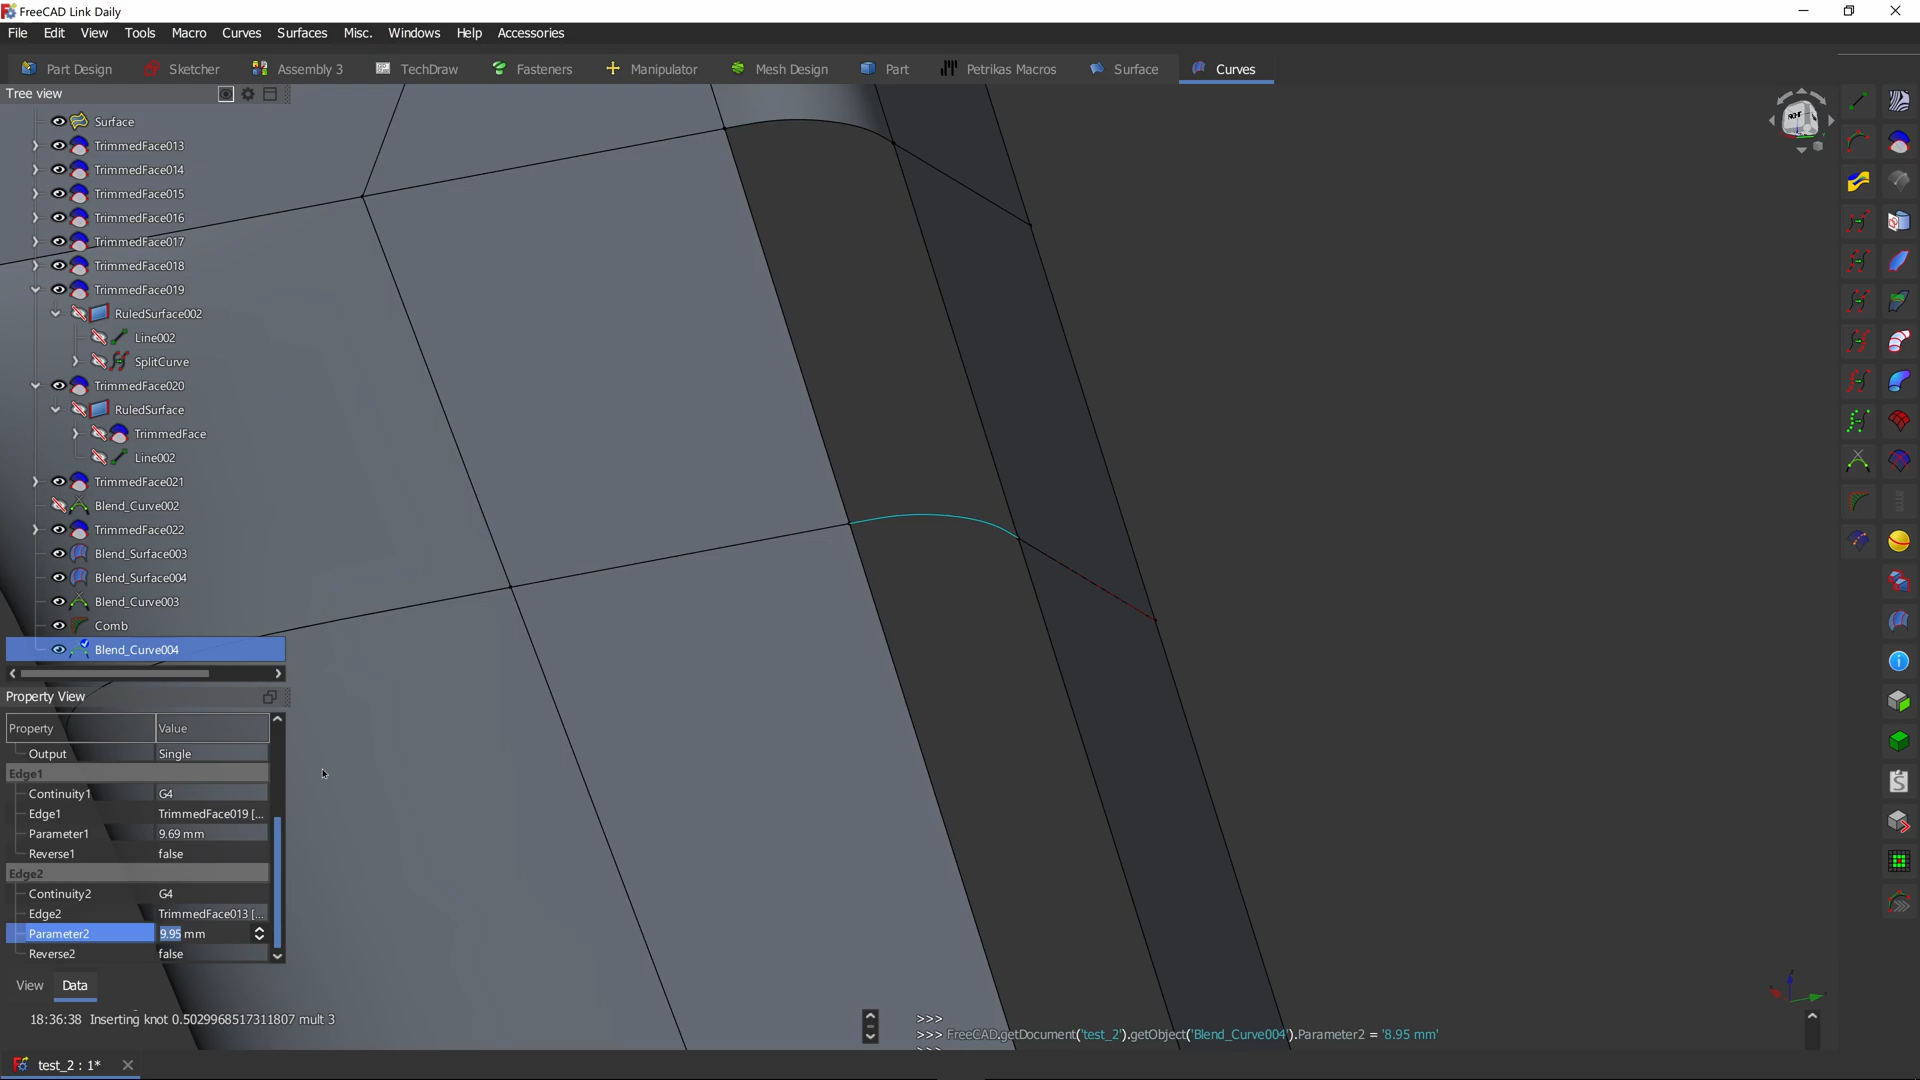 FreeCAD Link Daily
File Edit View Tools Macro Curves Surfaces Misc. Windows Help Accessories
Part Design Sketcher Assembly 3 TechDraw Fasteners Manipulator Mesh Design Part Petrikas Macros Surface Curves
Tree view
Surface
TrimmedFace013
TrimmedFace014
TrimmedFace015
TrimmedFace016
TrimmedFace017
TrimmedFace018
TrimmedFace019
RuledSurface002
Line002
SplitCurve
TrimmedFace020
RuledSurface
TrimmedFace
Line002
TrimmedFace021
Blend_Curve002
TrimmedFace022
Blend_Surface003
Blend_Surface004
Blend_Curve003
Comb
Blend_Curve004
Property View
Property Value
Output Single
Edge1
Continuity1 G4
Edge1 TrimmedFace019 [...
Parameter1 9.69 mm
Reverse1 false
Edge2
Continuity2 G4
Edge2 TrimmedFace013 [...
Parameter2 9.95 mm
Reverse2 false
View Data
18:36:38 Inserting knot 0.5029968517311807 mult 3
>>>
>>> FreeCAD.getDocument('test_2').getObject('Blend_Curve004').Parameter2 = '8.95 mm'
>>>
test_2 : 1*
RIGHT